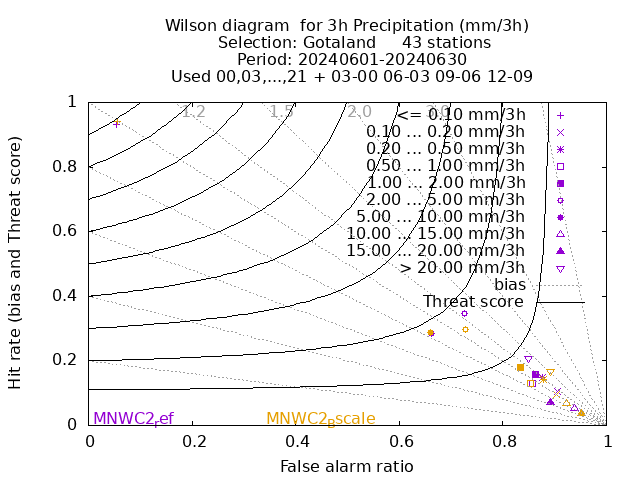 Wilson diagram  for 3h Precipitation (mm/3h)
Selection: Gotaland     43 stations
Period: 20240601-20240630
Used 00,03,...,21 + 03-00 06-03 09-06 12-09
Hit rate (bias and Threat score)
1
0.8
0.6
0.4
0.2
0
1.2 1.5 2.0 3.0
<= 0.10 mm/3h
0.10 ... 0.20 mm/3h
0.20 ... 0.50 mm/3h
0.50 ... 1.00 mm/3h
1.00 ... 2.00 mm/3h
2.00 ... 5.00 mm/3h
5.00 ... 10.00 mm/3h
10.00 ... 15.00 mm/3h
15.00 ... 20.00 mm/3h
> 20.00 mm/3h
bias
Threat score
MNWC2ref MNWC2Bscale
0 0.2 0.4 0.6 0.8 1
False alarm ratio